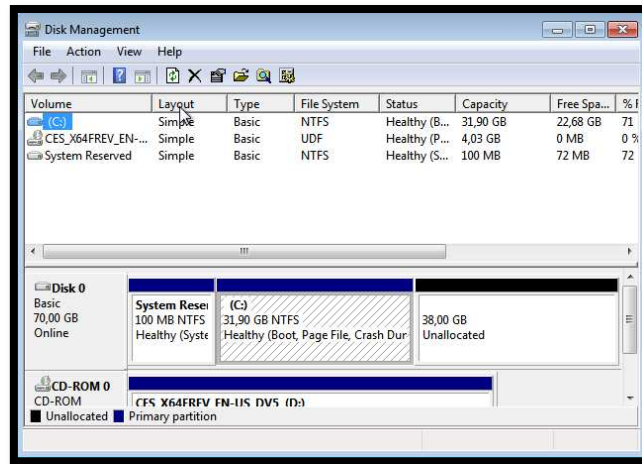 Disk Management
File Action View Help
Volume Layout Type File System Status Capacity Free Spa... % F
(C:) Simple Basic NTFS Healthy (B... 31,90 GB 22,68 GB 71
CES_X64FREV_EN-... Simple Basic UDF Healthy (P... 4,03 GB 0 MB 0 %
System Reserved Simple Basic NTFS Healthy (S... 100 MB 72 MB 72
Disk 0
Basic
70,00 GB
Online
System Reser
100 MB NTFS
Healthy (Syste
(C:)
31,90 GB NTFS
Healthy (Boot, Page File, Crash Dur
38,00 GB
Unallocated
CD-ROM 0
CD-ROM
CES_X64FREV_EN-US_DV5 (D:)
Unallocated Primary partition